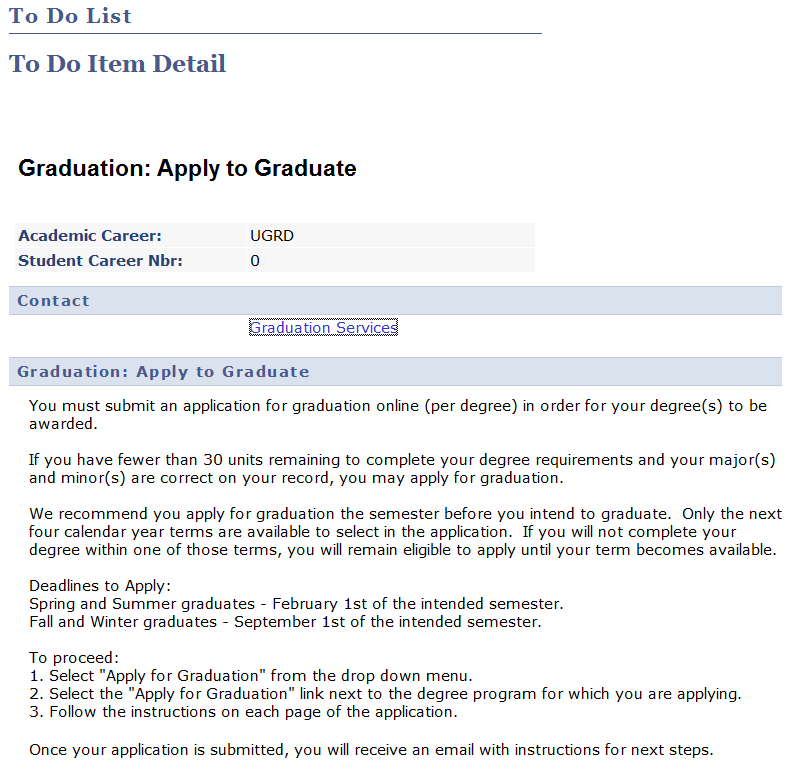 To Do List
To Do Item Detail
Graduation: Apply to Graduate
Academic Career: UGRD
Student Career Nbr: 0
Contact
Graduation Services
Graduation: Apply to Graduate
You must submit an application for graduation online (per degree) in order for your degree(s) to be
awarded.
If you have fewer than 30 units remaining to complete your degree requirements and your major(s)
and minor(s) are correct on your record, you may apply for graduation.
We recommend you apply for graduation the semester before you intend to graduate.  Only the next
four calendar year terms are available to select in the application.  If you will not complete your
degree within one of those terms, you will remain eligible to apply until your term becomes available.
Deadlines to Apply:
Spring and Summer graduates - February 1st of the intended semester.
Fall and Winter graduates - September 1st of the intended semester.
To proceed:
1. Select "Apply for Graduation" from the drop down menu.
2. Select the "Apply for Graduation" link next to the degree program for which you are applying.
3. Follow the instructions on each page of the application.
Once your application is submitted, you will receive an email with instructions for next steps.